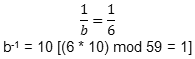 1/b = 1/6
b⁻¹ = 10 [(6 * 10) mod 59 = 1]